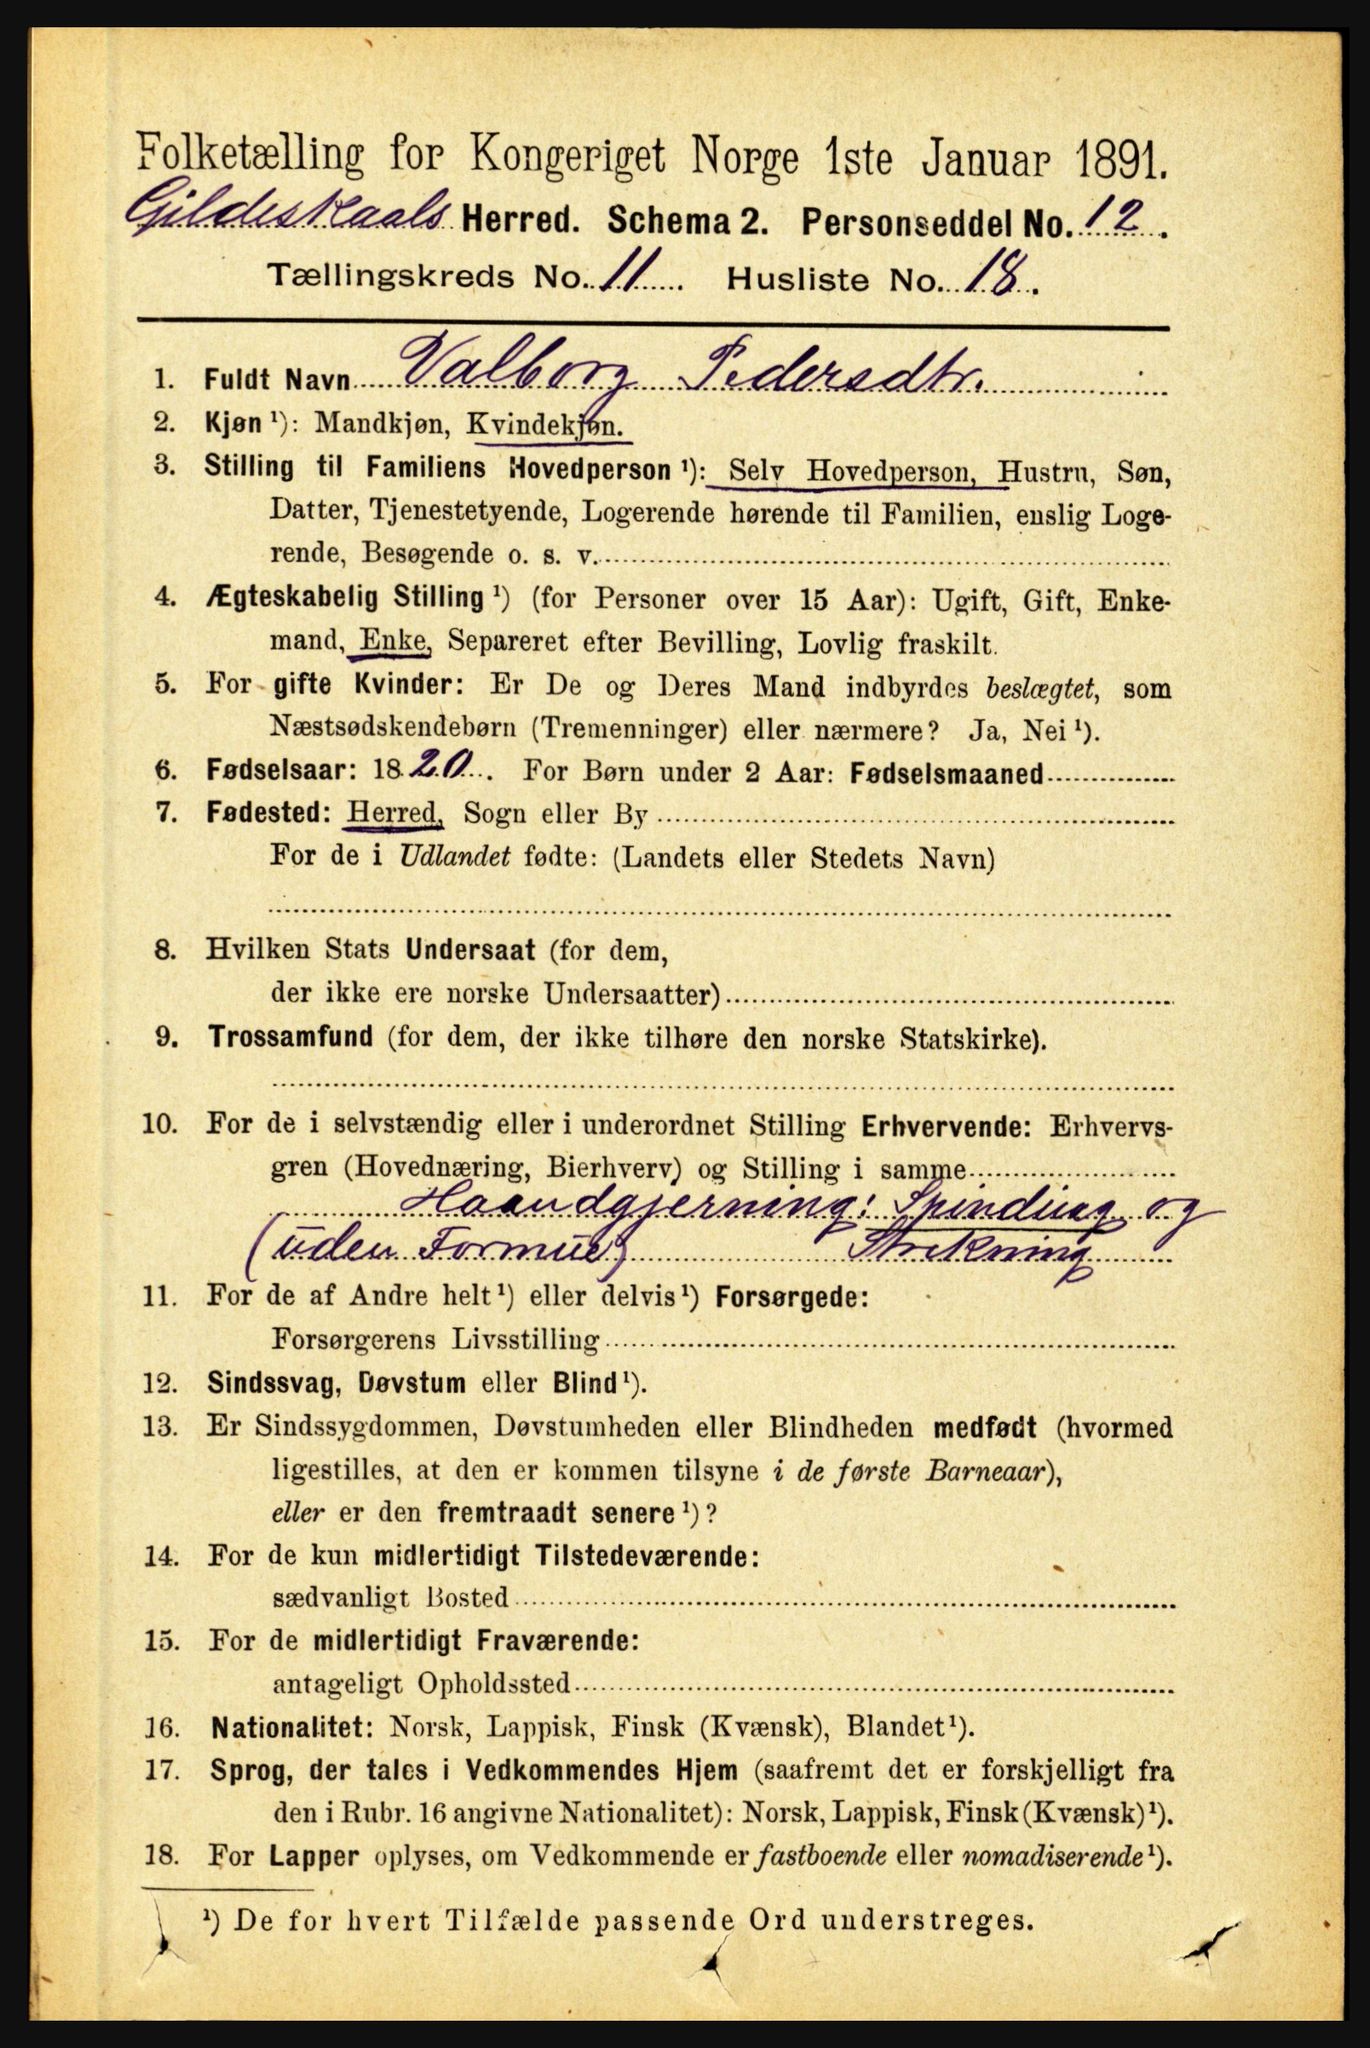 Folketælling for Kongeriget Norge 1ste Januar 1891.
Gildeskaals Herred. Schema 2. Personseddel No. 12.
Tællingskreds No. 11. Husliste No. 18.
1. Fuldt Navn Valborg Pedersdtr.
2. Kjøn ¹): Mandkjøn, Kvindekjøn.
3. Stilling til Familiens Hovedperson ¹): Selv Hovedperson, Hustru, Søn,
Datter, Tjenestetyende, Logerende hørende til Familien, enslig Loge-
rende, Besøgende o. s. v.
4. Ægteskabelig Stilling ¹) (for Personer over 15 Aar): Ugift, Gift, Enke-
mand, Enke, Separeret efter Bevilling, Lovlig fraskilt.
5. For gifte Kvinder: Er De og Deres Mand indbyrdes beslægtet, som
Næstsødskendebørn (Tremenninger) eller nærmere? Ja, Nei ¹).
6. Fødselsaar: 1820. For Børn under 2 Aar: Fødselsmaaned
7. Fødested: Herred, Sogn eller By
For de i Udlandet fødte: (Landets eller Stedets Navn)
8. Hvilken Stats Undersaat (for dem,
der ikke ere norske Undersaatter)
9. Trossamfund (for dem, der ikke tilhøre den norske Statskirke).
10. For de i selvstændig eller i underordnet Stilling Erhvervende: Erhvervs-
gren (Hovednæring, Bierhverv) og Stilling i samme
Haandgjerning: Spinding og
(uden Formue) Strikning
11. For de af Andre helt ¹) eller delvis ¹) Forsørgede:
Forsørgerens Livsstilling
12. Sindssvag, Døvstum eller Blind ¹).
13. Er Sindssygdommen, Døvstumheden eller Blindheden medfødt (hvormed
ligestilles, at den er kommen tilsyne i de første Barneaar),
eller er den fremtraadt senere ¹)?
14. For de kun midlertidigt Tilstedeværende:
sædvanligt Bosted
15. For de midlertidigt Fraværende:
antageligt Opholdssted
16. Nationalitet: Norsk, Lappisk, Finsk (Kvænsk), Blandet ¹).
17. Sprog, der tales i Vedkommendes Hjem (saafremt det er forskjelligt fra
den i Rubr. 16 angivne Nationalitet): Norsk, Lappisk, Finsk (Kvænsk) ¹).
18. For Lapper oplyses, om Vedkommende er fastboende eller nomadiserende ¹).
¹) De for hvert Tilfælde passende Ord understreges.